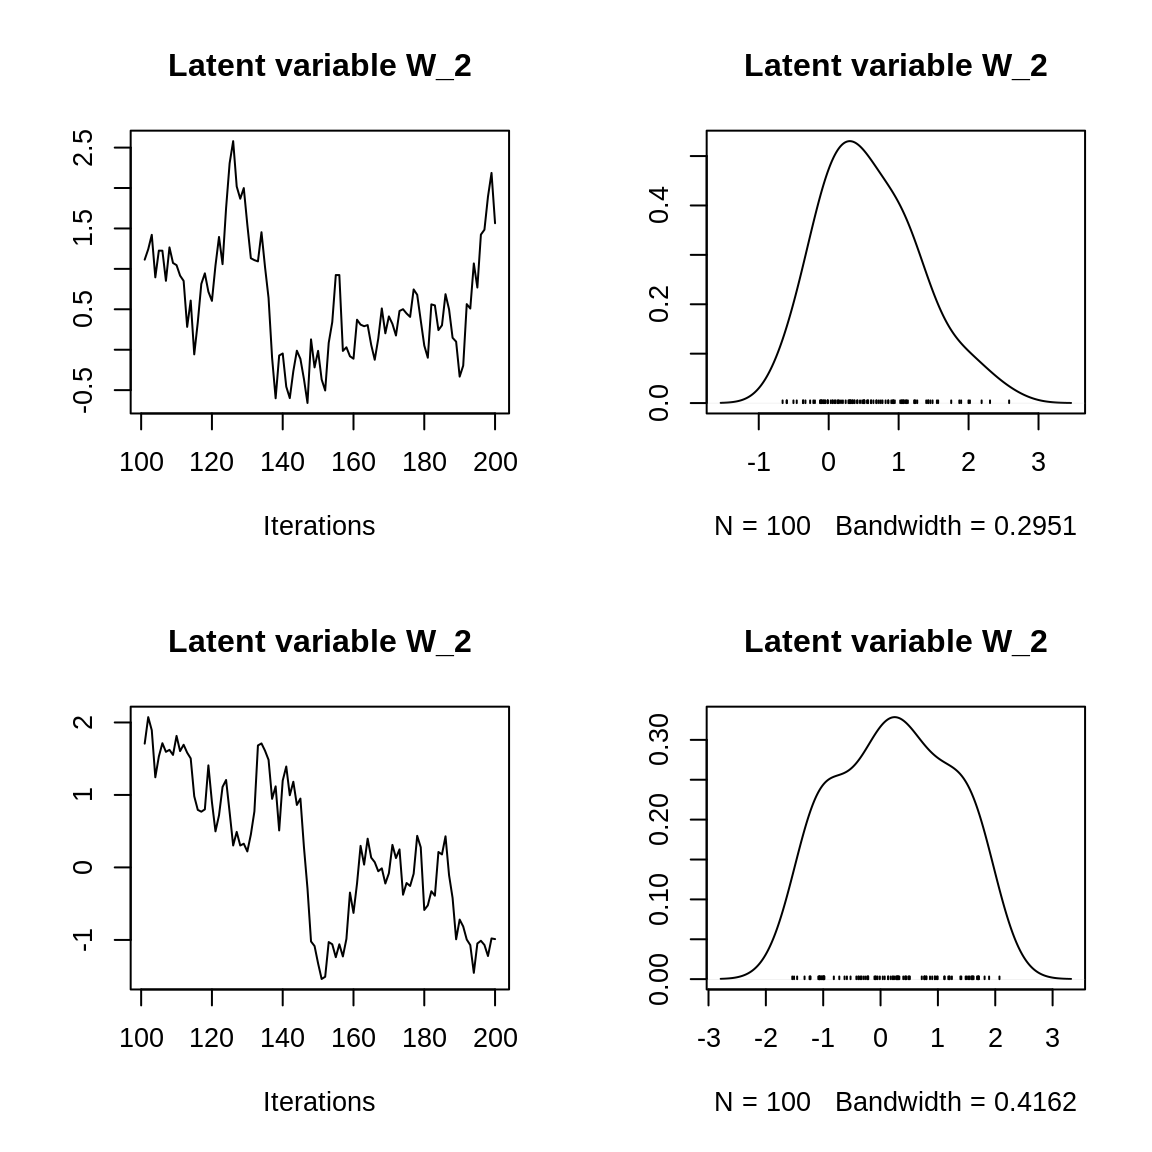 Latent variable W_2
2.5
1.5
0.5
-0.5
100 120 140 160 180 200
Iterations
Latent variable W_2
0.4
0.2
0.0
-1 0 1 2 3
N = 100 Bandwidth = 0.2951
Latent variable W_2
2
1
0
-1
100 120 140 160 180 200
Iterations
Latent variable W_2
0.30
0.20
0.10
0.00
-3 -2 -1 0 1 2 3
N = 100 Bandwidth = 0.4162